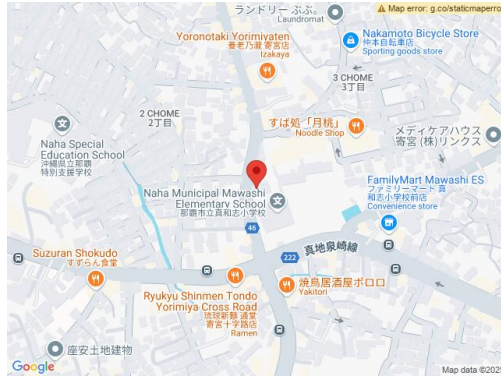 ランドリー ぶぶ。
Laundromat
Map error: g.co/staticmaperro
Yoronotaki Yorimiyaten
養老乃瀧 寄宮店
Izakaya
Nakamoto Bicycle Store
仲本自転車店
Sporting goods store
3 CHOME
3丁目
2 CHOME
2丁目
すば処「月桃」
Noodle Shop
メディケアハウス
寄宮 (株)リンクス
Naha Special
Education School
沖縄県立那覇
特別支援学校
Naha Municipal Mawashi
Elementary School
那覇市立真和志小学校
FamilyMart Mawashi ES
ファミリーマート 真
和志小学校前店
Convenience store
46
222
真地泉崎線
Suzuran Shokudo
すずらん食堂
Ryukyu Shinmen Tondo
Yorimiya Cross Road
琉球新麺 通堂
寄宮十字路店
Ramen
焼鳥居酒屋ポロロ
Yakitori
座安土地建物
Google
Map data ©2025